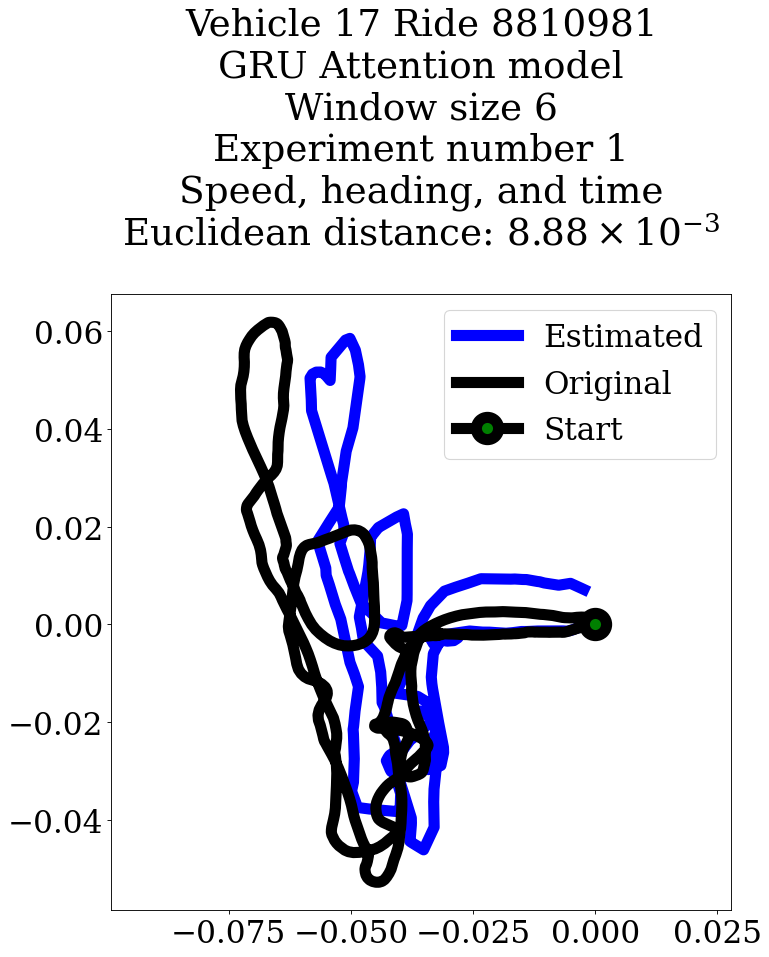 Vehicle 17 Ride 8810981
GRU Attention model
Window size 6
Experiment number 1
Speed, heading, and time
Euclidean distance: 8.88 × 10⁻³
Estimated
Original
Start
0.06
0.04
0.02
0.00
−0.02
−0.04
−0.075 −0.050 −0.025 0.000 0.025